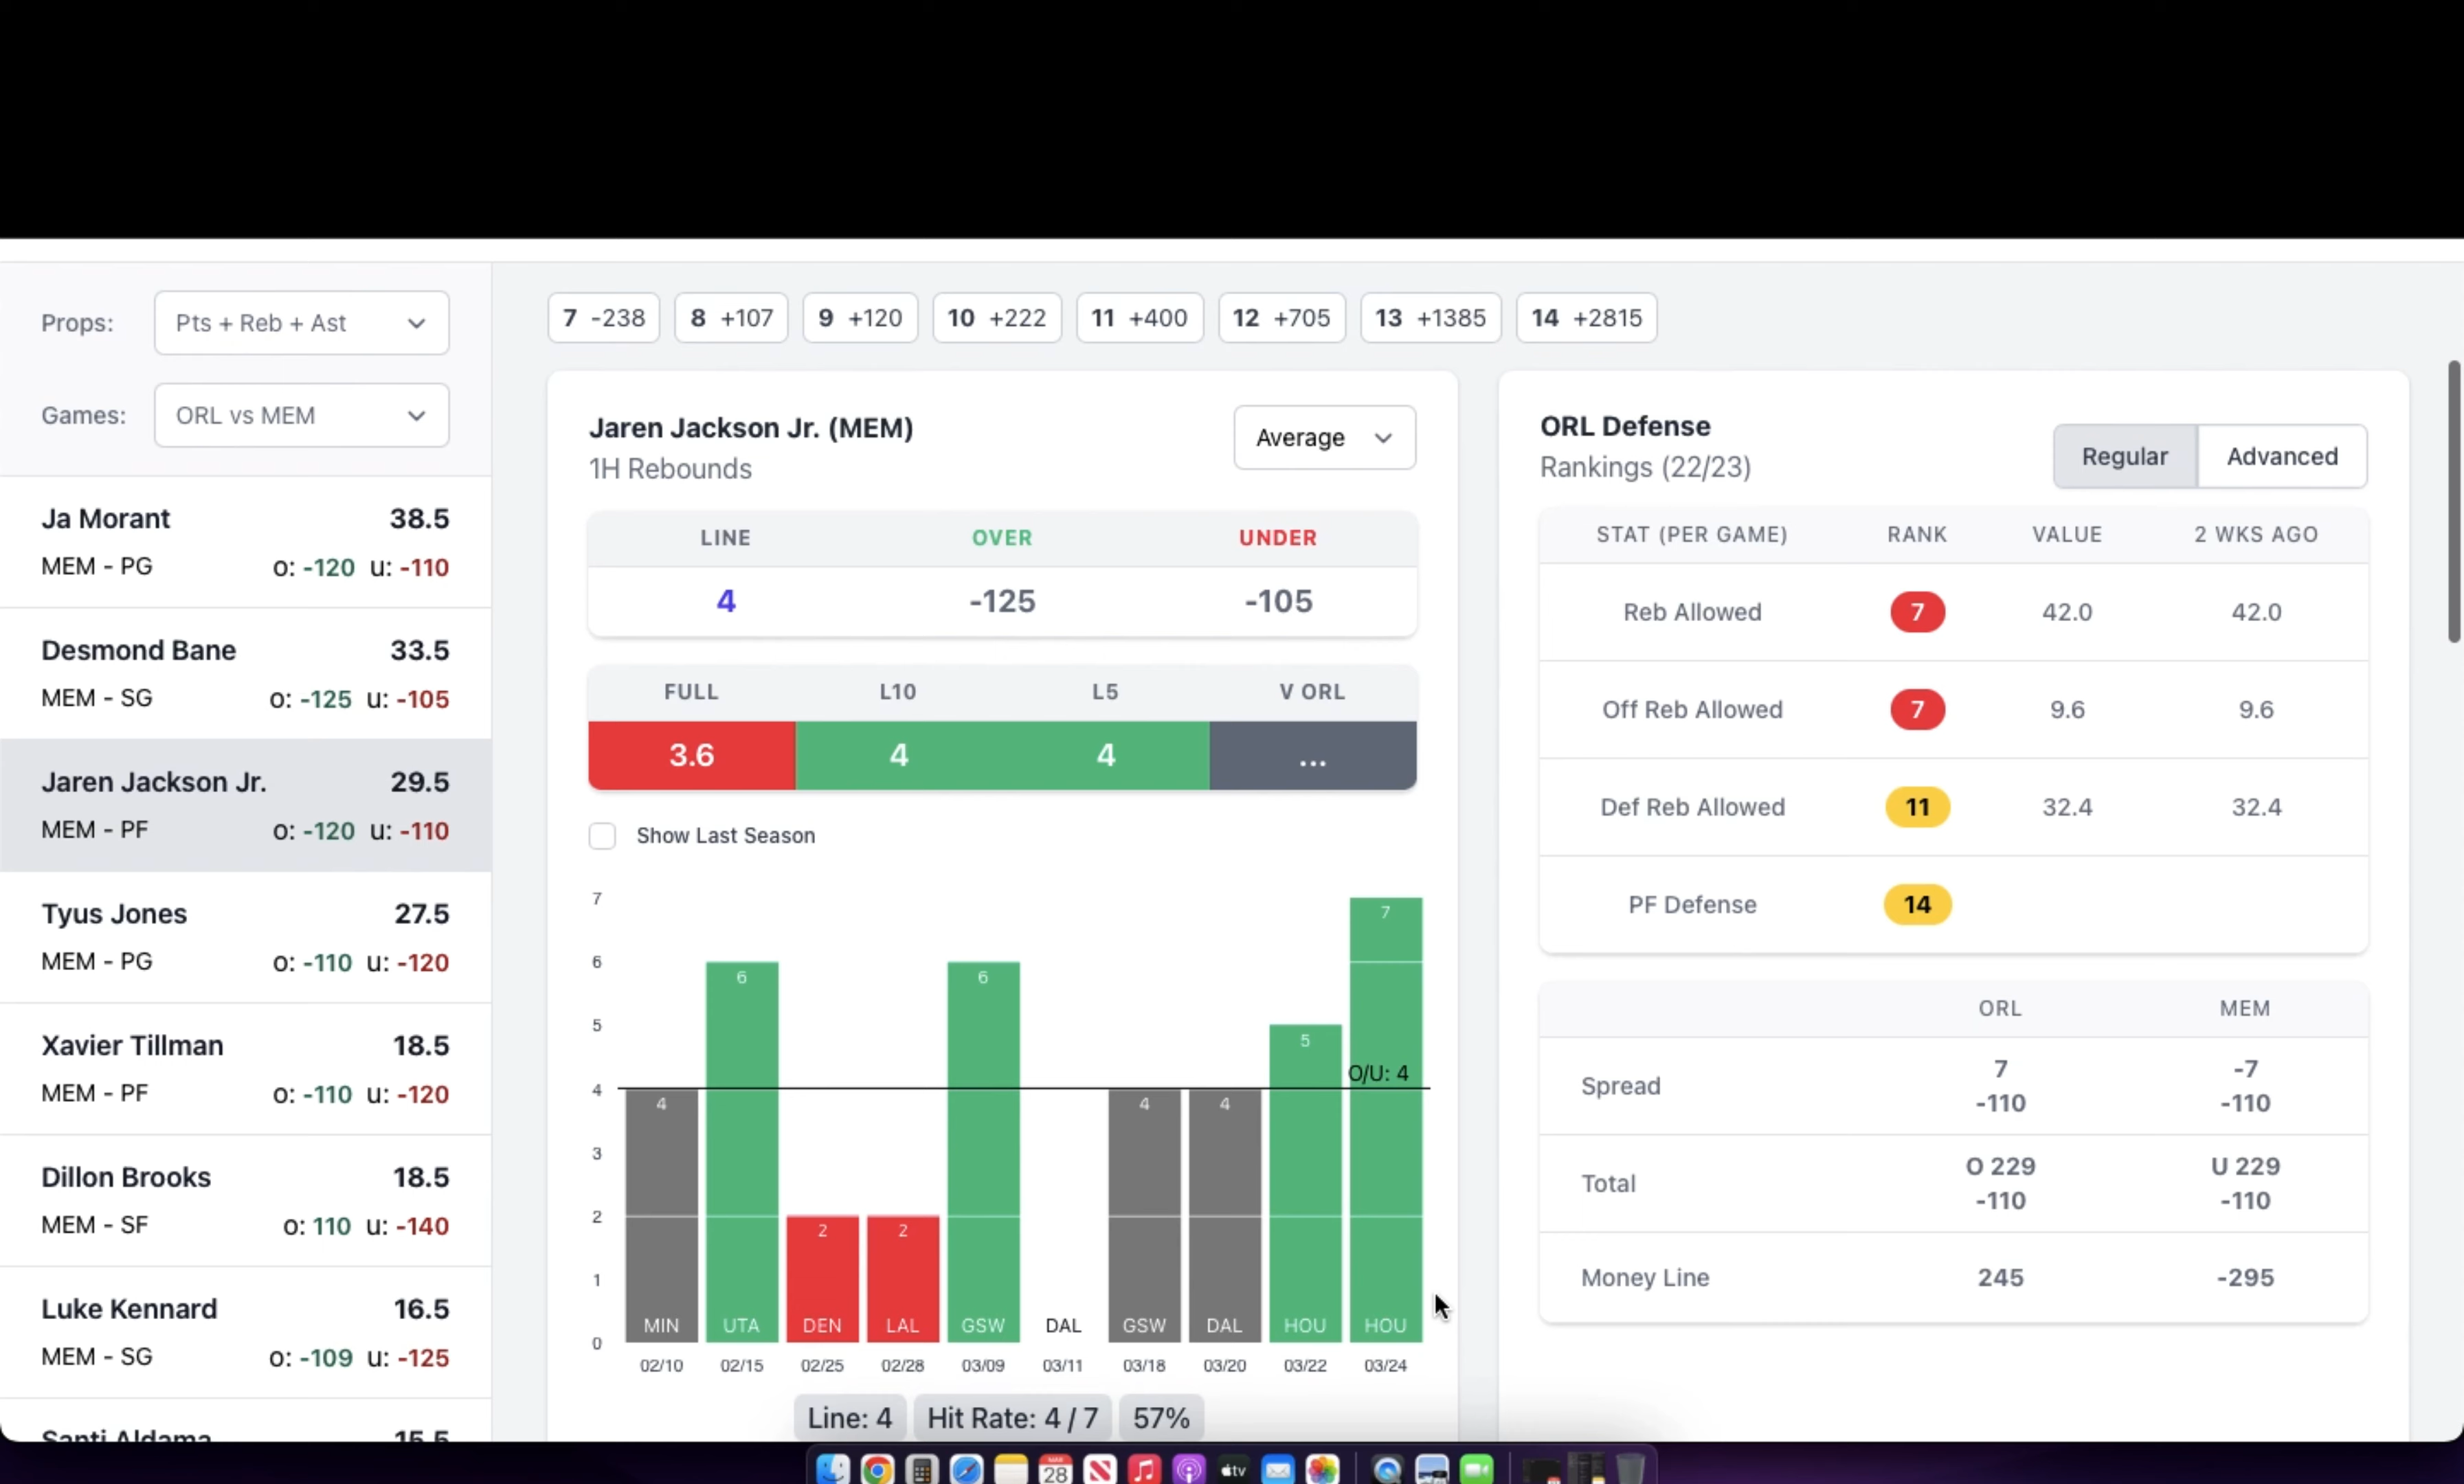 Props: Pts + Reb + Ast
Games: ORL vs MEM
Ja Morant 38.5
MEM - PG o: -120 u: -110
Desmond Bane 33.5
MEM - SG o: -125 u: -105
Jaren Jackson Jr. 29.5
MEM - PF o: -120 u: -110
Tyus Jones 27.5
MEM - PG o: -110 u: -120
Xavier Tillman 18.5
MEM - PF o: -110 u: -120
Dillon Brooks 18.5
MEM - SF o: 110 u: -140
Luke Kennard 16.5
MEM - SG o: -109 u: -125
Santi Aldama 15.5
7 -238 8 +107 9 +120 10 +222 11 +400 12 +705 13 +1385 14 +2815
Jaren Jackson Jr. (MEM)
1H Rebounds
Average
LINE OVER UNDER
4 -125 -105
FULL L10 L5 V ORL
3.6 4 4 ...
Show Last Season
7
6
5
4
3
2
1
0
4 6 2 2 6 4 4 5 7
O/U: 4
MIN UTA DEN LAL GSW DAL GSW DAL HOU HOU
02/10 02/15 02/25 02/28 03/09 03/11 03/18 03/20 03/22 03/24
Line: 4 Hit Rate: 4 / 7 57%
ORL Defense
Rankings (22/23)
Regular Advanced
STAT (PER GAME) RANK VALUE 2 WKS AGO
Reb Allowed 7 42.0 42.0
Off Reb Allowed 7 9.6 9.6
Def Reb Allowed 11 32.4 32.4
PF Defense 14
ORL MEM
Spread 7 -7
-110 -110
Total O 229 U 229
-110 -110
Money Line 245 -295
28
tv